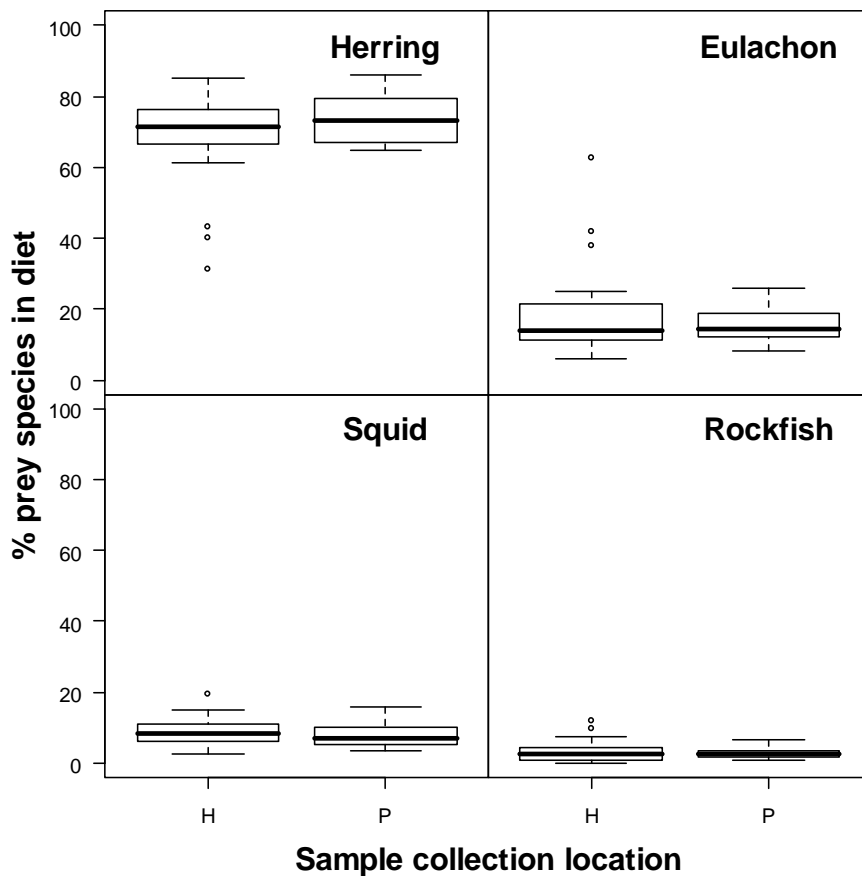 100
80
60
40
20
0
Herring
Eulachon
100
80
60
40
20
0
Squid
Rockfish
% prey species in diet
H
P
H
P
Sample collection location